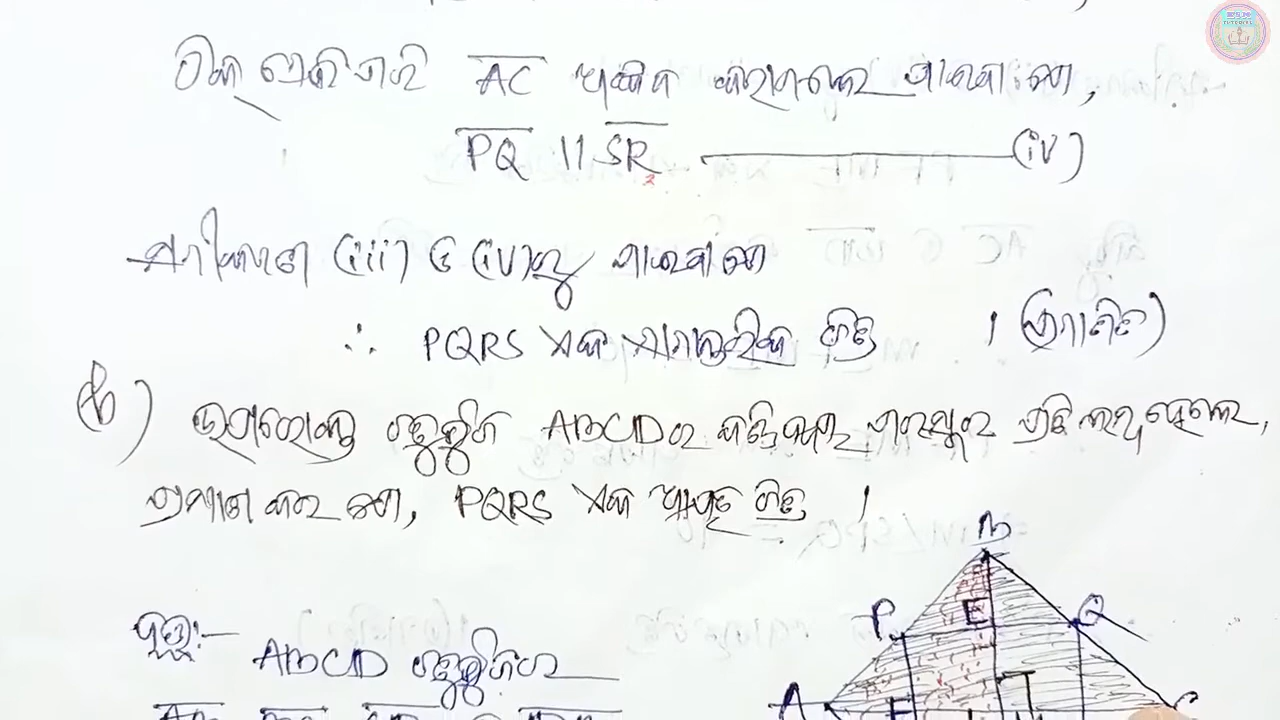 ଠିକ୍ ସେହିପରି AC ଅଙ୍କନ କରାଗଲେ ପାଇବା ଯେ,
PQ || SR ———— (iv)
ସମୀକରଣ (iii) ଓ (iv)ରୁ ପାଇବା ଯେ
∴ PQRS ଏକ ସାମାନ୍ତରିକ ଚିତ୍ର । (ପ୍ରମାଣିତ)
(ଖ) ଉପରୋକ୍ତ ଚତୁର୍ଭୁଜ ABCDର କର୍ଣ୍ଣଦ୍ୱୟ ପରସ୍ପର ପ୍ରତି ଲମ୍ବ ହେଲେ,
ପ୍ରମାଣ କର ଯେ, PQRS ଏକ ଆୟତ ଚିତ୍ର ।
B
P E Q
ଦତ୍ତ:-
ABCD ଚତୁର୍ଭୁଜର
A F C